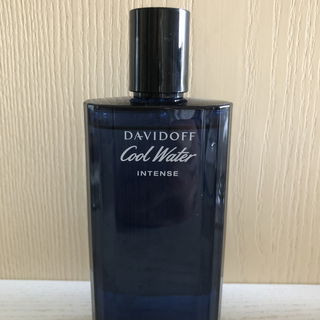 DAVIDOFF
Cool Water
INTENSE